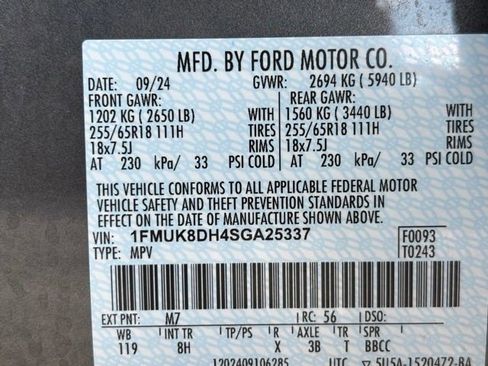 MFD. BY FORD MOTOR CO.
DATE: 09/24 GVWR: 2694 KG ( 5940 LB)
FRONT GAWR: REAR GAWR:
1202 KG ( 2650 LB) WITH 1560 KG ( 3440 LB) WITH
255/65R18 111H TIRES 255/65R18 111H TIRES
18x7.5J RIMS 18x7.5J RIMS
AT 230 kPa/ 33 PSI COLD AT 230 kPa/ 33 PSI COLD
THIS VEHICLE CONFORMS TO ALL APPLICABLE FEDERAL MOTOR
VEHICLE SAFETY AND THEFT PREVENTION STANDARDS IN
EFFECT ON THE DATE OF MANUFACTURE SHOWN ABOVE.
VIN: 1FMUK8DH4SGA25337 F0093
TYPE: MPV T0243
EXT PNT: M7 RC: 56 DSO:
WB INT TR TP/PS R AXLE TR SPR
119 8H X 3B T BBCC
1202409106285 UTC 5U5A-1520472-BA